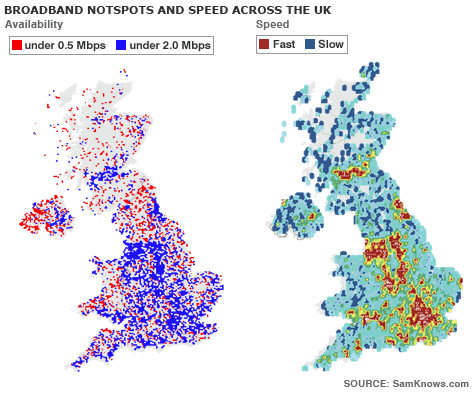 BROADBAND NOTSPOTS AND SPEED ACROSS THE UK
Availability
under 0.5 Mbps under 2.0 Mbps
Speed
Fast Slow
SOURCE: SamKnows.com